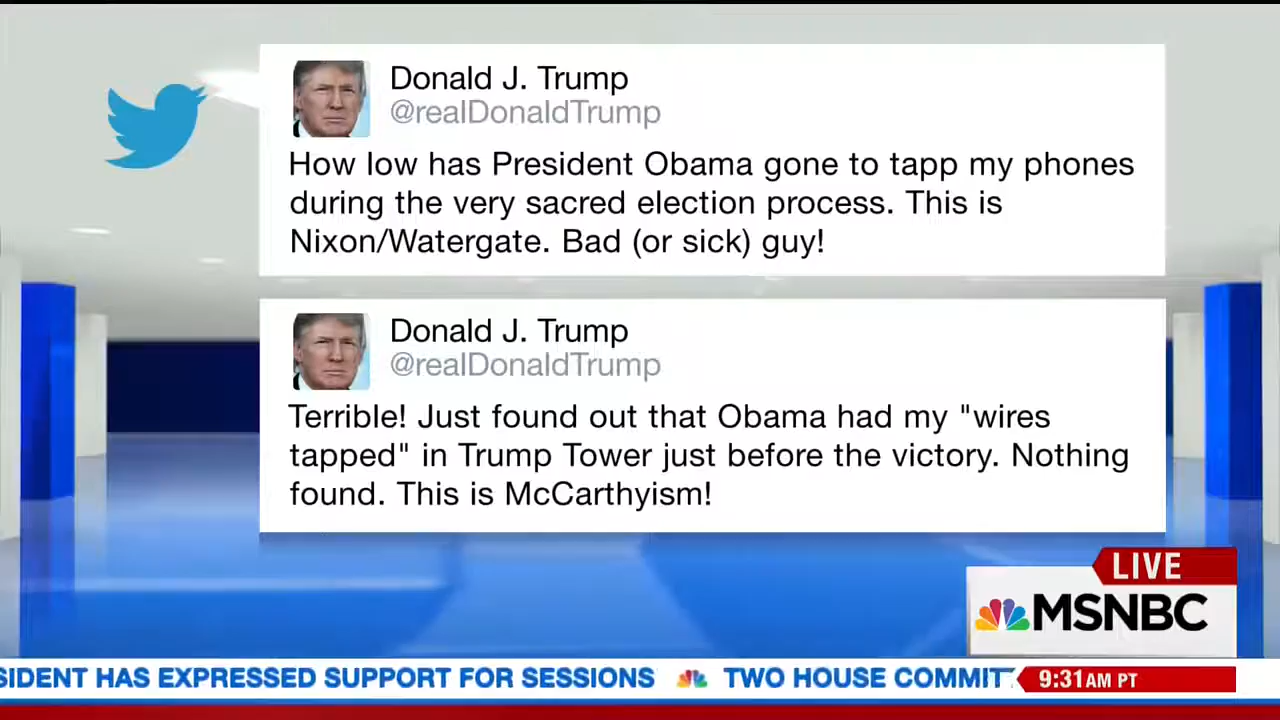 Donald J. Trump
@realDonaldTrump
How low has President Obama gone to tapp my phones
during the very sacred election process. This is
Nixon/Watergate. Bad (or sick) guy!
Donald J. Trump
@realDonaldTrump
Terrible! Just found out that Obama had my "wires
tapped" in Trump Tower just before the victory. Nothing
found. This is McCarthyism!
LIVE
MSNBC
SIDENT HAS EXPRESSED SUPPORT FOR SESSIONS TWO HOUSE COMMIT
9:31AM PT